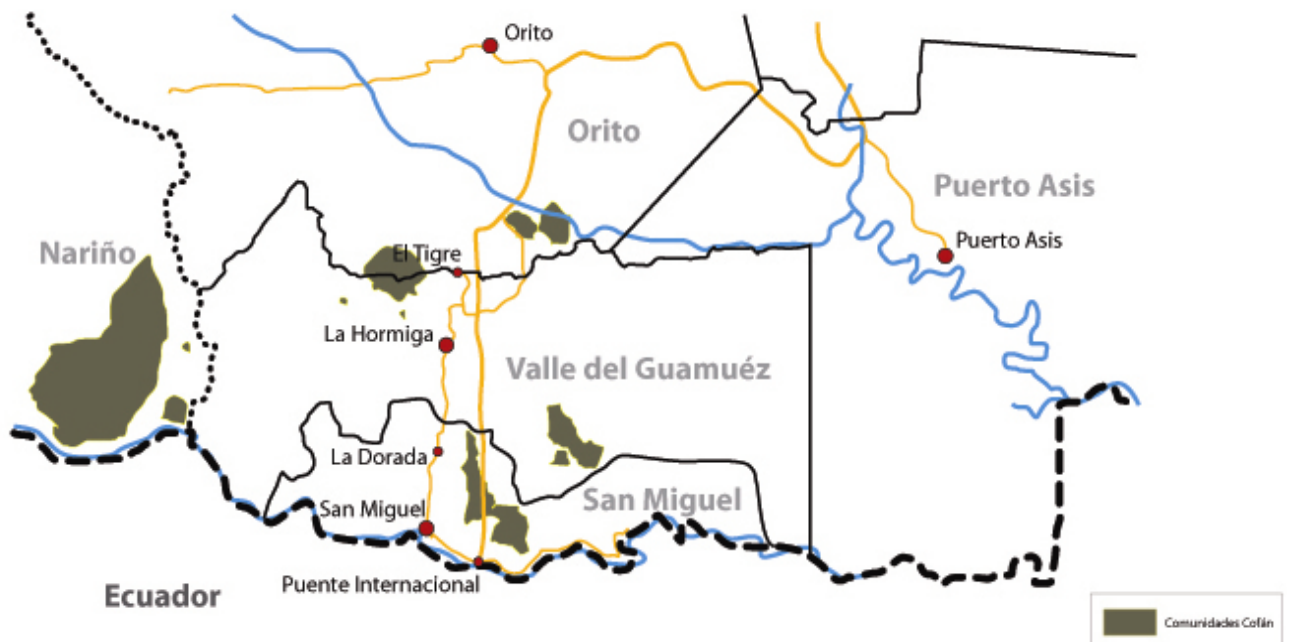 Orito
Orito
Puerto Asis
Nariño
El Tigre
Puerto Asis
La Hormiga
Valle del Guamuéz
La Dorada
San Miguel
San Miguel
Puente Internacional
Ecuador
Comunidades Cofán